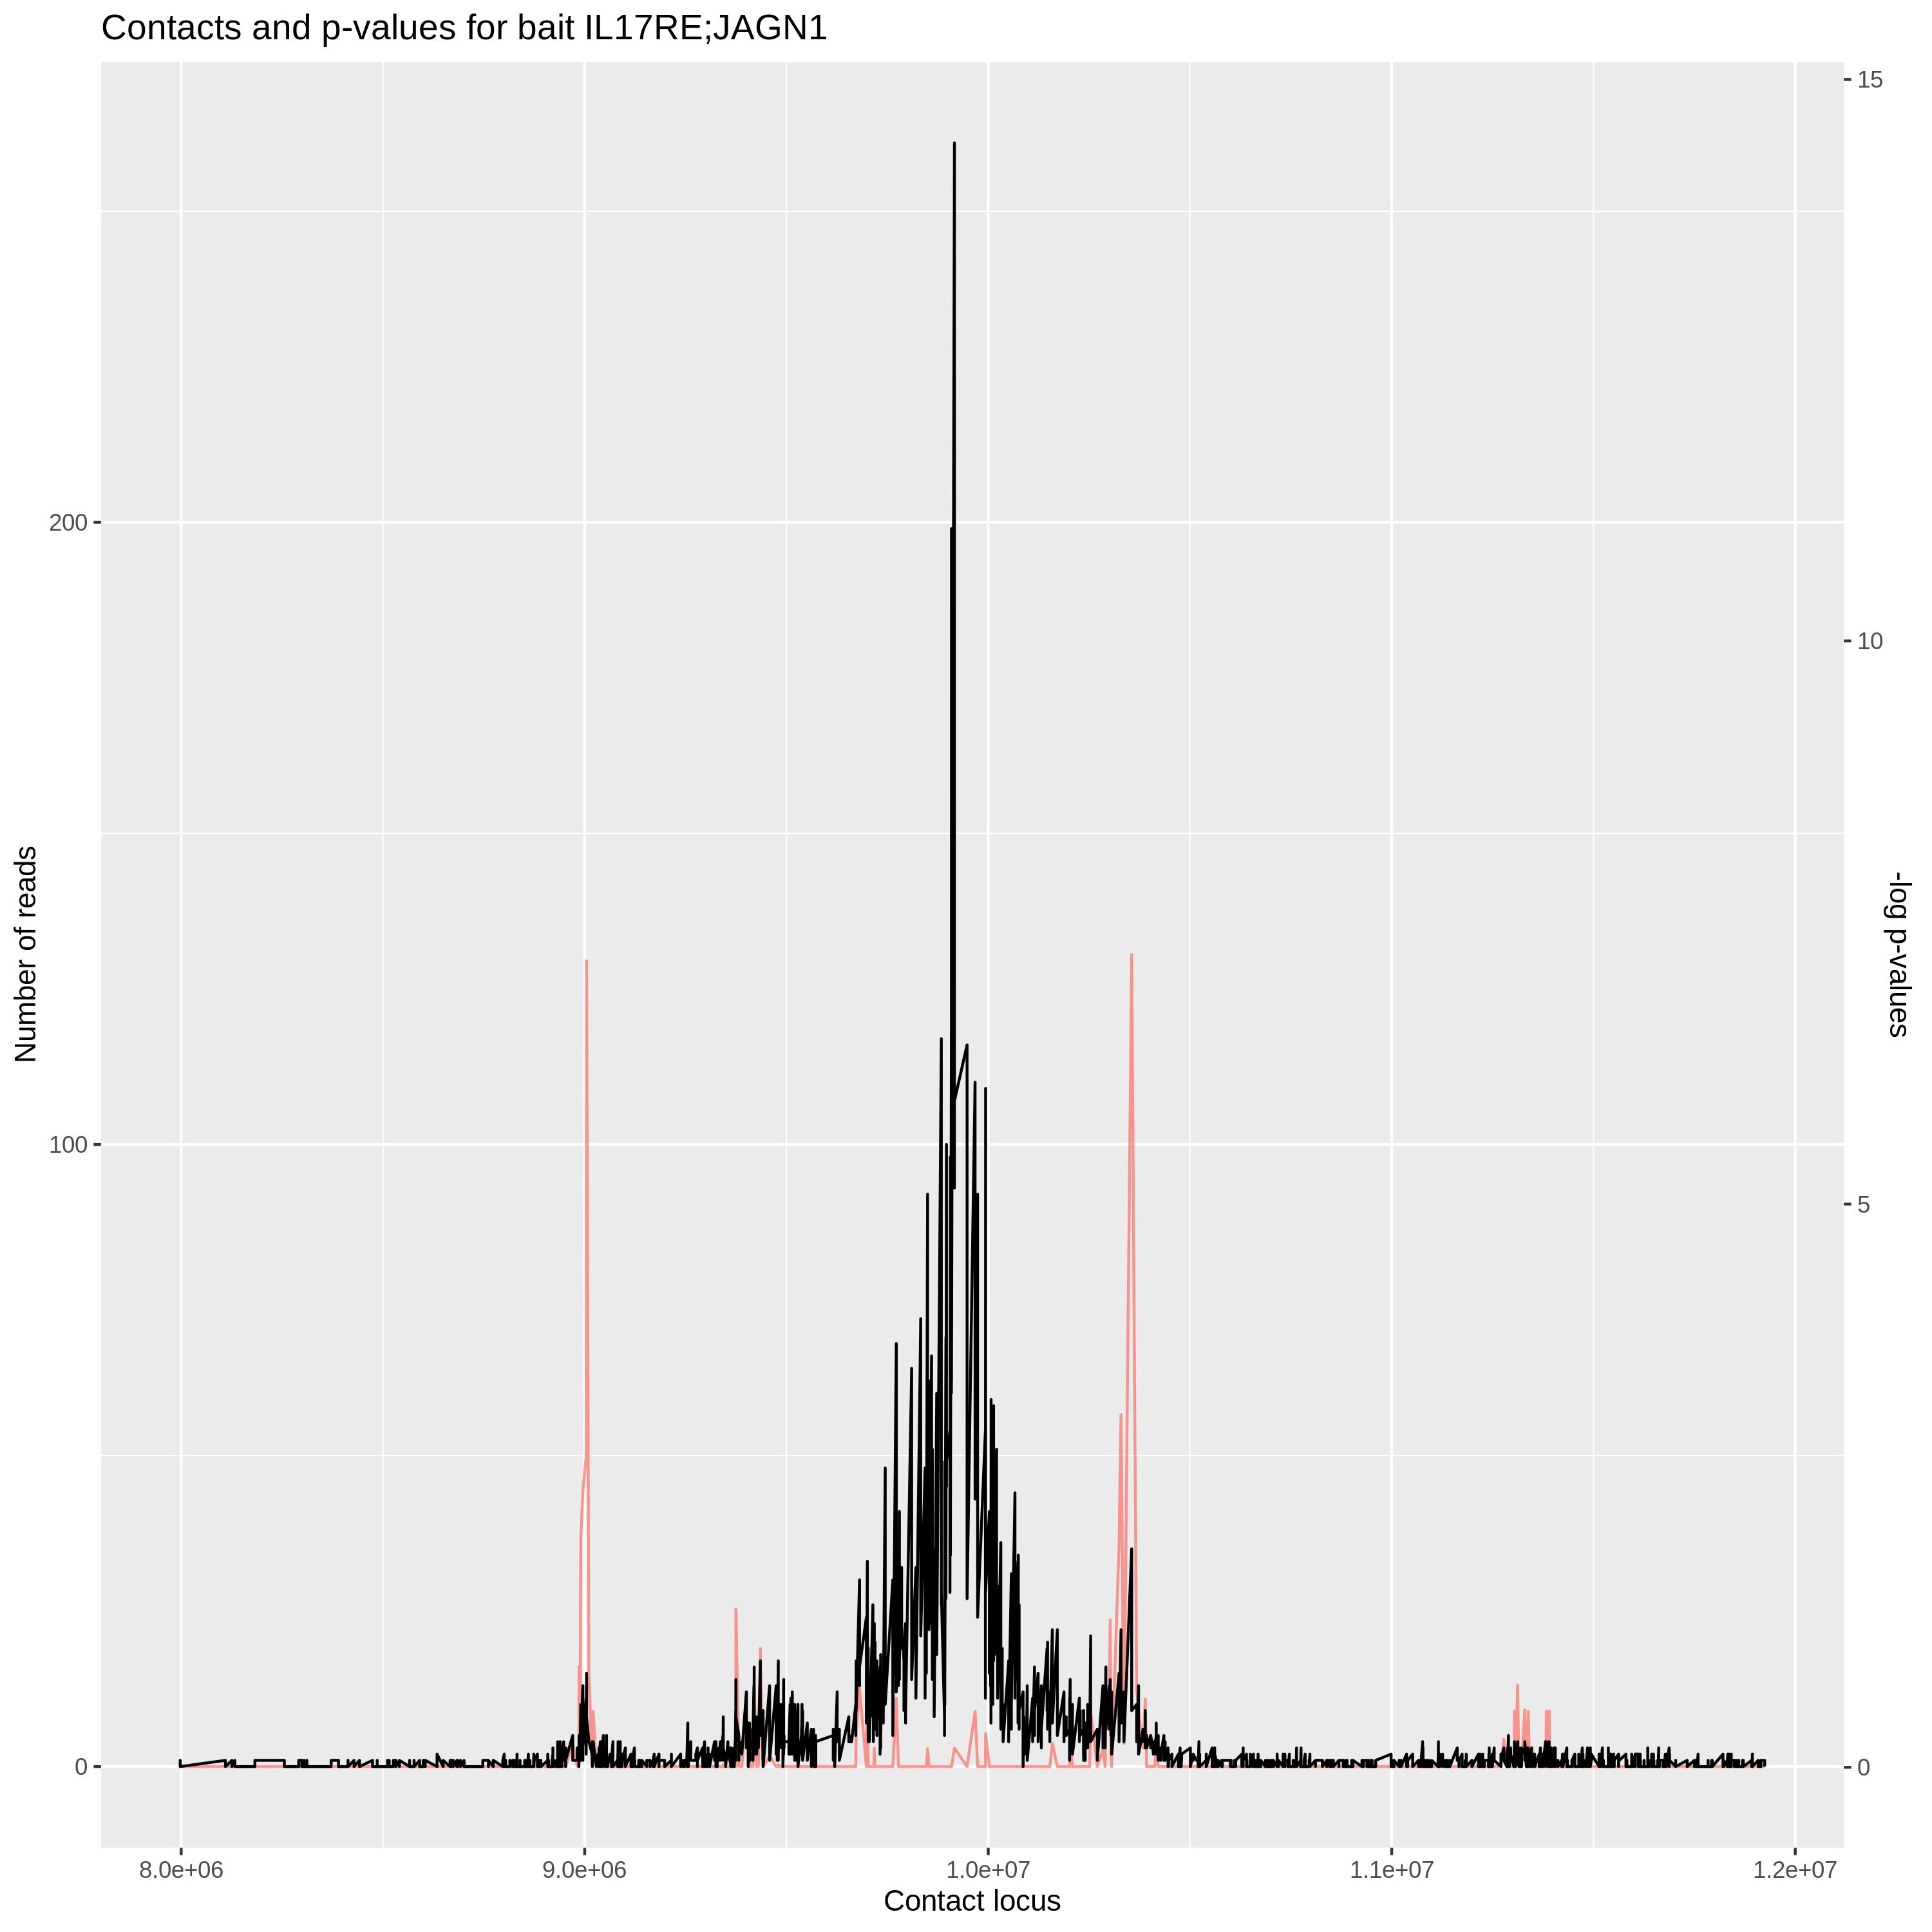 Contacts and p-values for bait IL17RE;JAGN1
Number of reads
200
100
0
15
10
5
0
-log p-values
8.0e+06
9.0e+06
1.0e+07
1.1e+07
1.2e+07
Contact locus